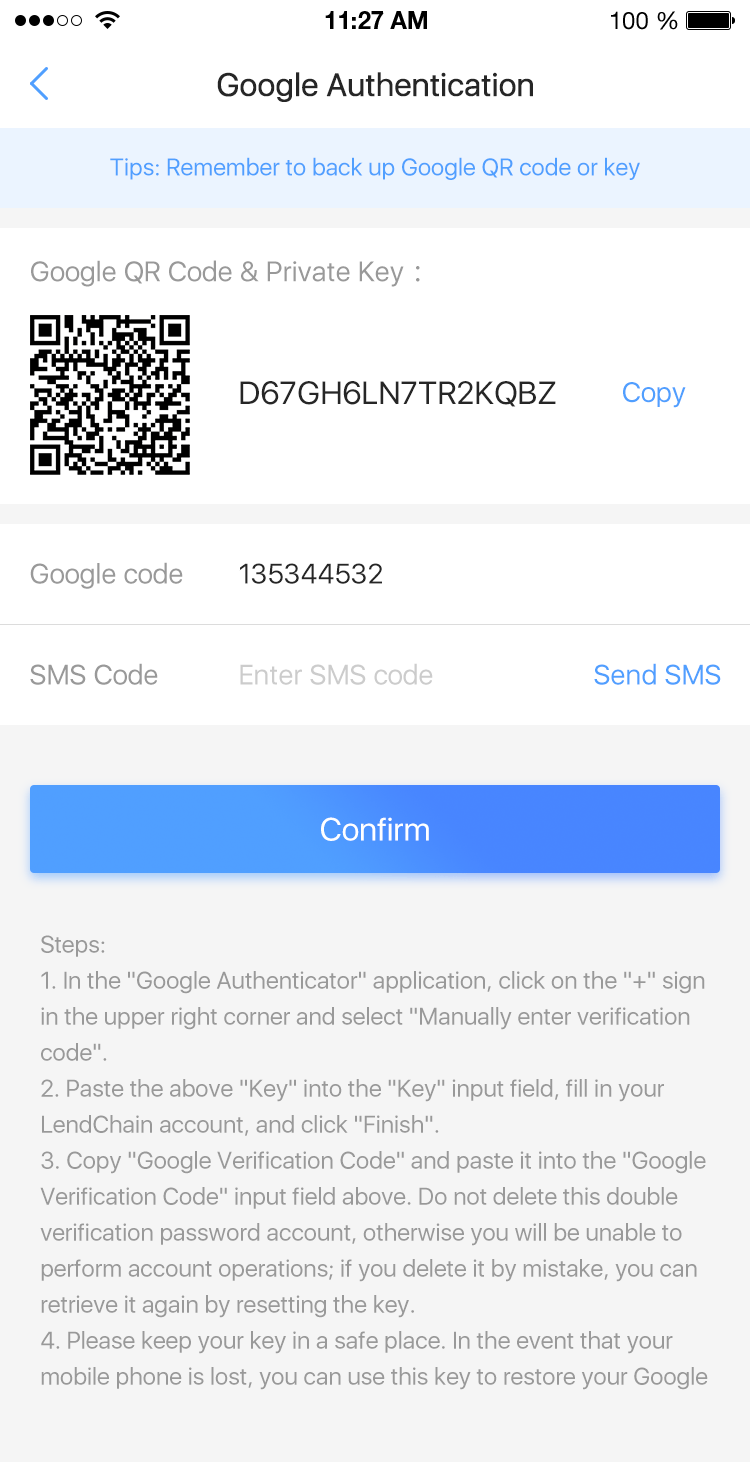 11:27 AM 100 %
Google Authentication
Tips: Remember to back up Google QR code or key
Google QR Code & Private Key：
D67GH6LN7TR2KQBZ Copy
Google code 135344532
SMS Code Enter SMS code Send SMS
Confirm
Steps:
1. In the "Google Authenticator" application, click on the "+" sign
in the upper right corner and select "Manually enter verification
code".
2. Paste the above "Key" into the "Key" input field, fill in your
LendChain account, and click "Finish".
3. Copy "Google Verification Code" and paste it into the "Google
Verification Code" input field above. Do not delete this double
verification password account, otherwise you will be unable to
perform account operations; if you delete it by mistake, you can
retrieve it again by resetting the key.
4. Please keep your key in a safe place. In the event that your
mobile phone is lost, you can use this key to restore your Google